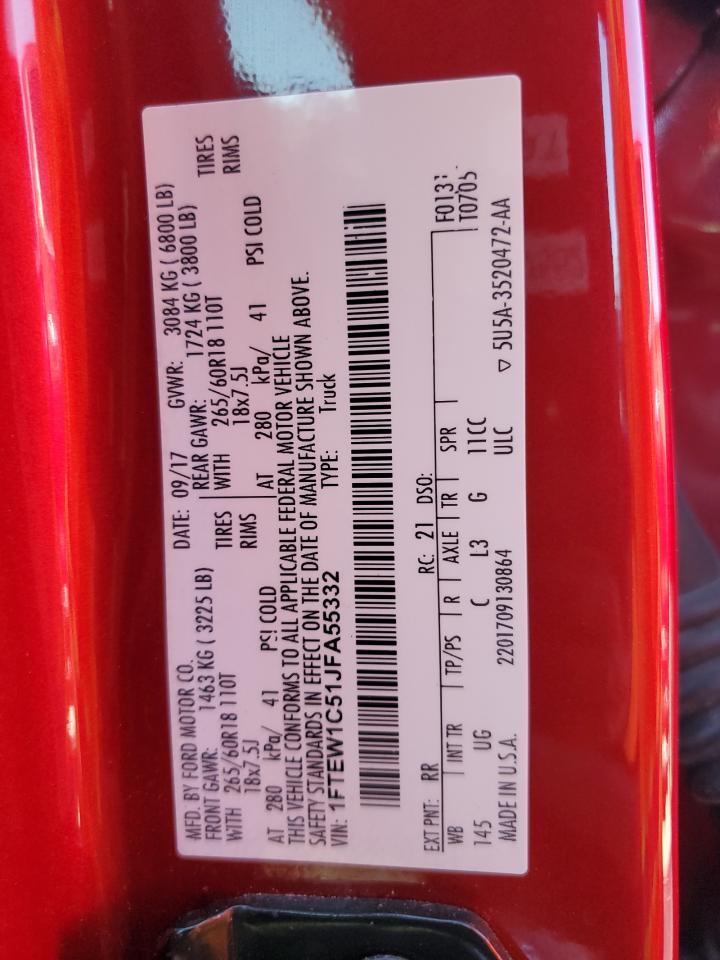 MFD. BY FORD MOTOR CO. DATE: 09/17 GVWR: 3084 KG ( 6800 LB)
FRONT GAWR: 1463 KG ( 3225 LB) REAR GAWR: 1724 KG ( 3800 LB)
WITH 265/60R18 110T TIRES WITH 265/60R18 110T TIRES
18x7.5J RIMS 18x7.5J RIMS
AT 280 kPa/ 41 PSI COLD AT 280 kPa/ 41 PSI COLD
THIS VEHICLE CONFORMS TO ALL APPLICABLE FEDERAL MOTOR VEHICLE
SAFETY STANDARDS IN EFFECT ON THE DATE OF MANUFACTURE SHOWN ABOVE.
VIN: 1FTEW1C51JFA55332 TYPE: Truck
EXT PNT: RR RC: 21 DSO: F0131
WB INT TR TP/PS R AXLE TR SPR T0705
145 UG C L3 G 11CC
MADE IN U.S.A. 2201709130864 ULC ▽ 5U5A-3520472-AA